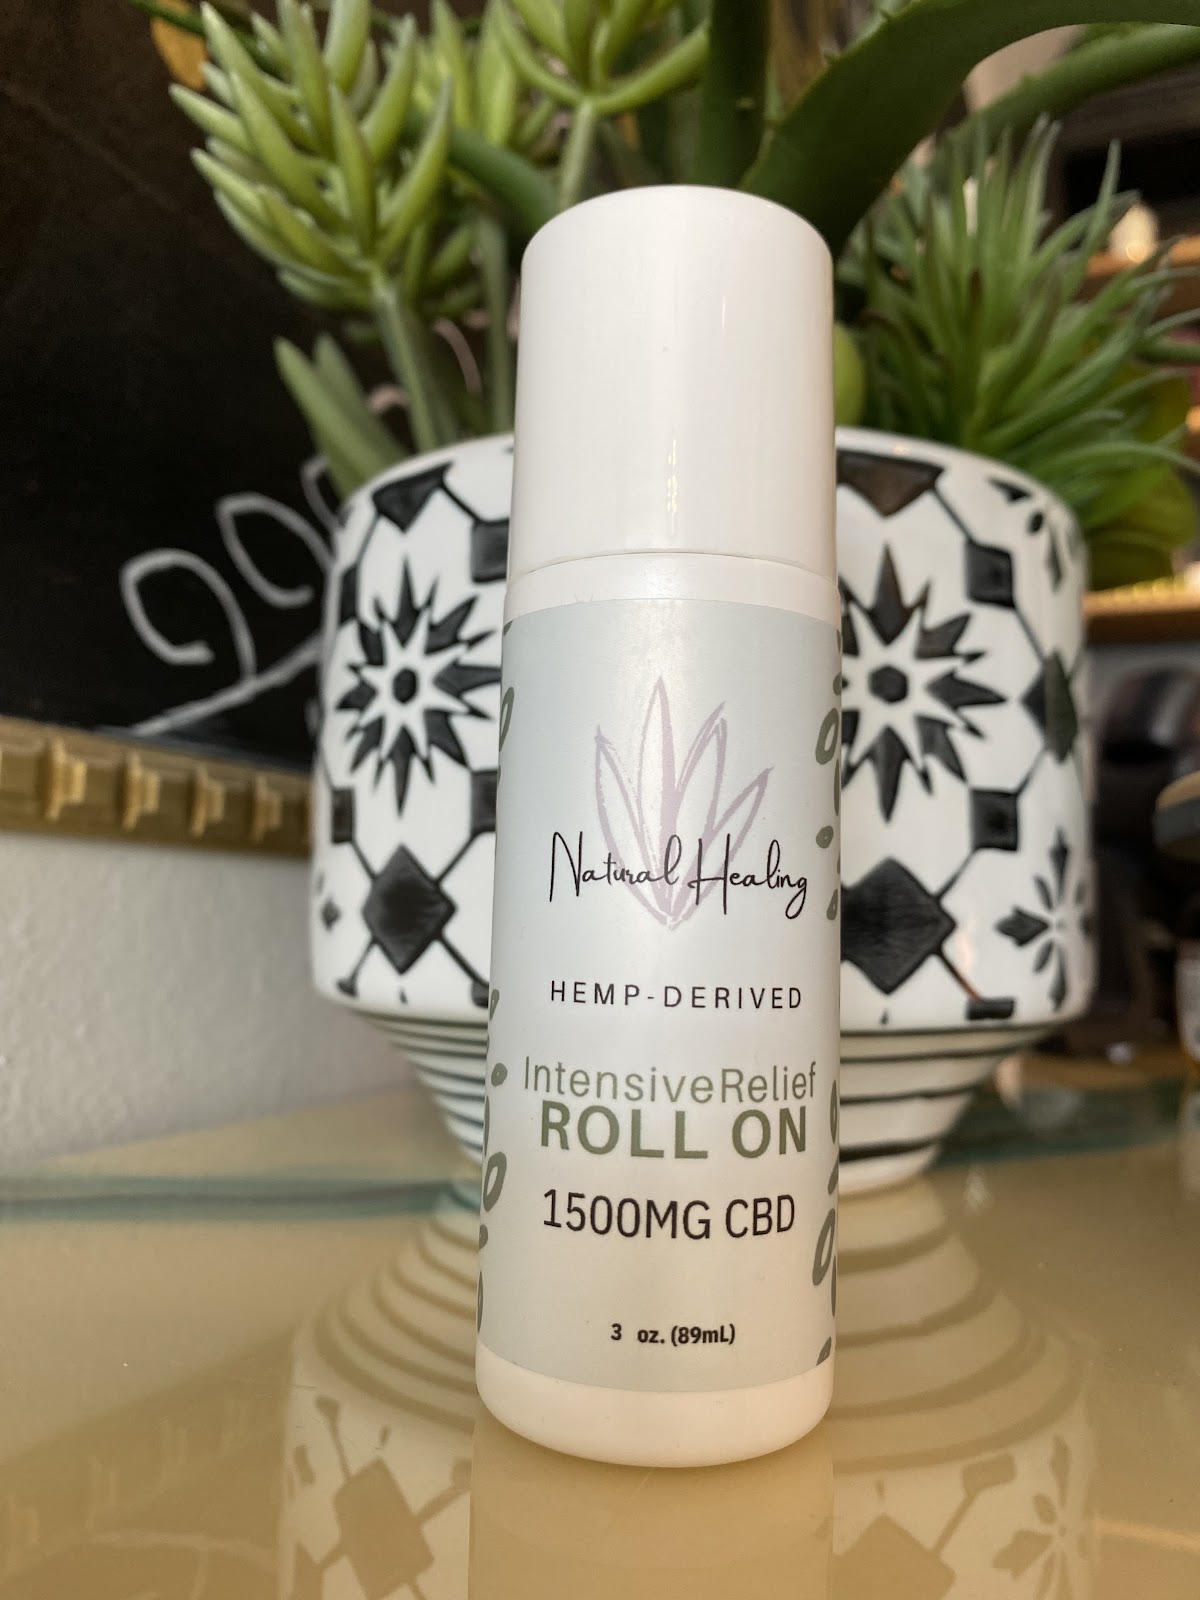 Natural Healing
HEMP-DERIVED
IntensiveRelief
ROLL ON
1500MG CBD
3 oz. (89mL)